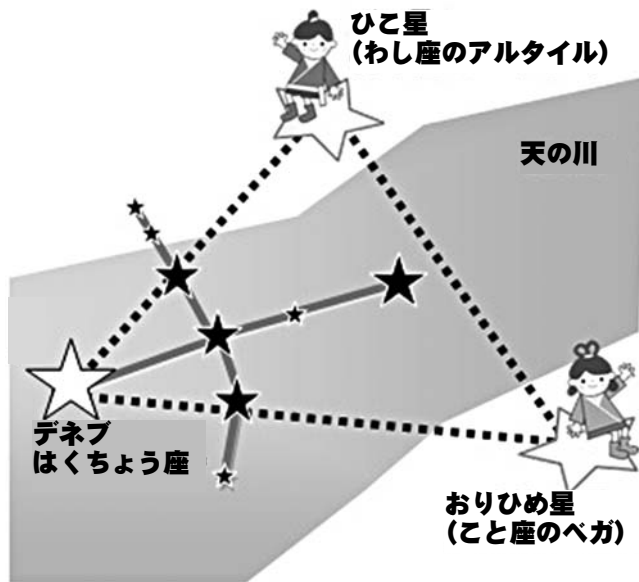 ひこ星
(わし座のアルタイル)
天の川
デネブ
はくちょう座
おりひめ星
(こと座のベガ)